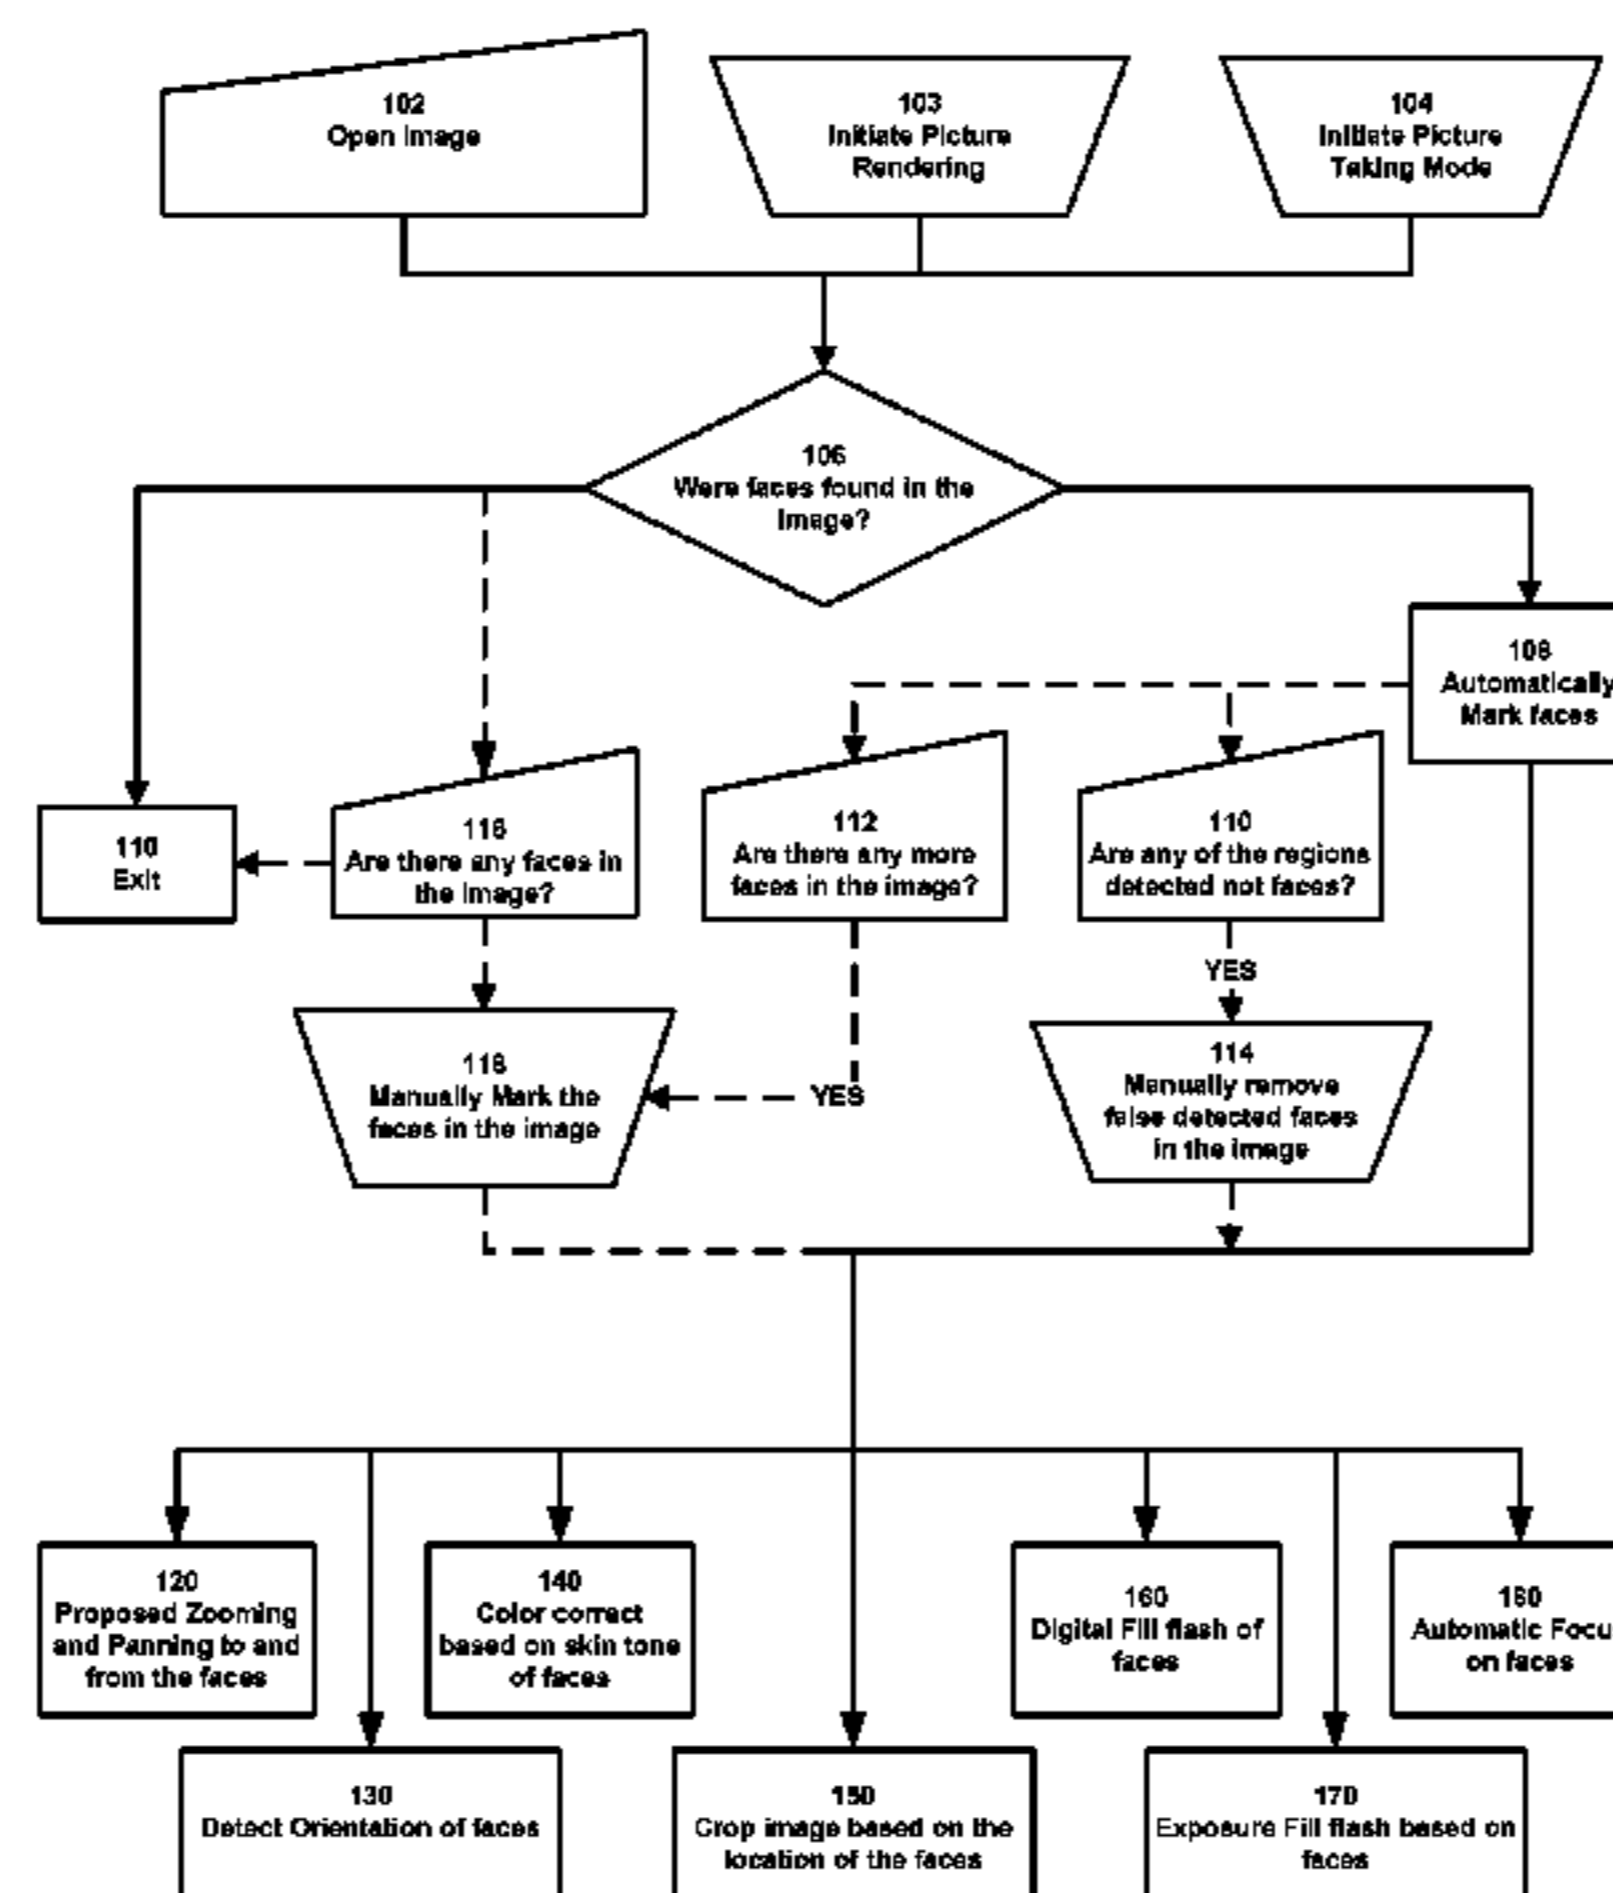 102
Open Image
103
Initiate Picture
Rendering
104
Initiate Picture
Taking Mode
106
Were faces found in the
Image?
108
Automatically
Mark faces
110
Exit
116
Are there any faces in
the Image?
112
Are there any more
faces in the image?
110
Are any of the regions
detected not faces?
YES
118
Manually Mark the
faces in the image
YES
114
Manually remove
false detected faces
in the image
120
Proposed Zooming
and Panning to and
from the faces
140
Color correct
based on skin tone
of faces
160
Digital Fill flash of
faces
180
Automatic Focu
on faces
130
Detect Orientation of faces
150
Crop image based on the
location of the faces
170
Exposure Fill flash based on
faces